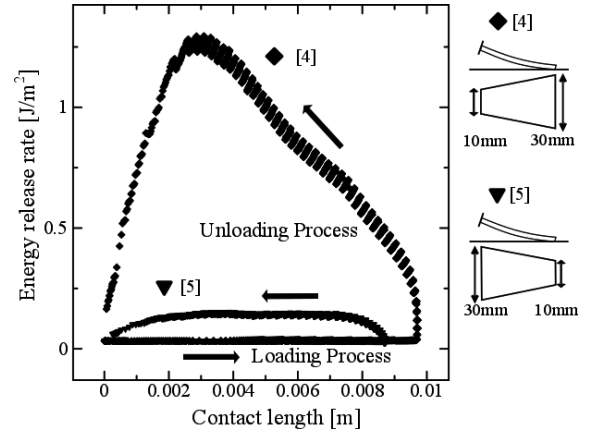 [4]
[4]
1
Energy release rate [J/m²]
10mm
30mm
[5]
0.5
Unloading Process
[5]
30mm
10mm
0
Loading Process
0
0.002
0.004
0.006
0.008
0.01
Contact length [m]